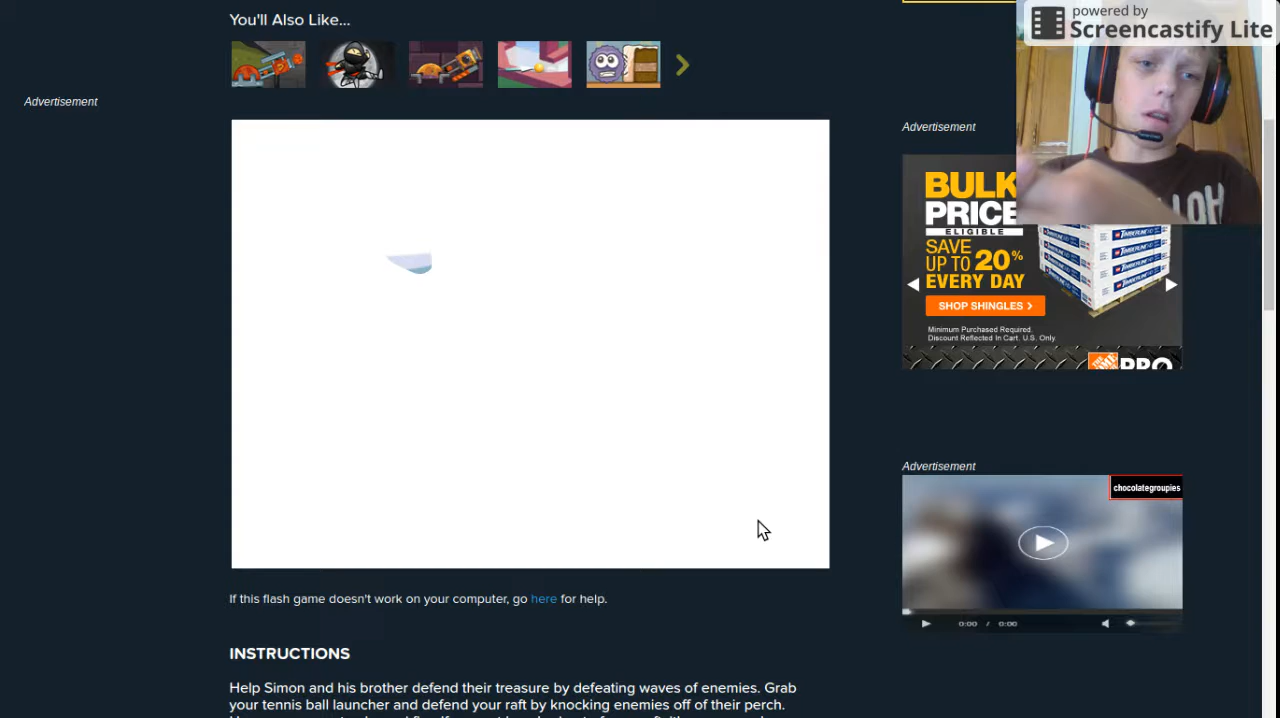 You'll Also Like...
powered by
Screencastify Lite
Advertisement
Advertisement
BULK
PRICE
ELIGIBLE
SAVE
UP TO 20%
EVERY DAY
SHOP SHINGLES >
Minimum Purchased Required.
Discount Reflected In Cart. U.S. Only.
THE HOME
PRO
Advertisement
chocolategroupies
0:00 / 0:00
If this flash game doesn't work on your computer, go here for help.
INSTRUCTIONS
Help Simon and his brother defend their treasure by defeating waves of enemies. Grab
your tennis ball launcher and defend your raft by knocking enemies off of their perch.